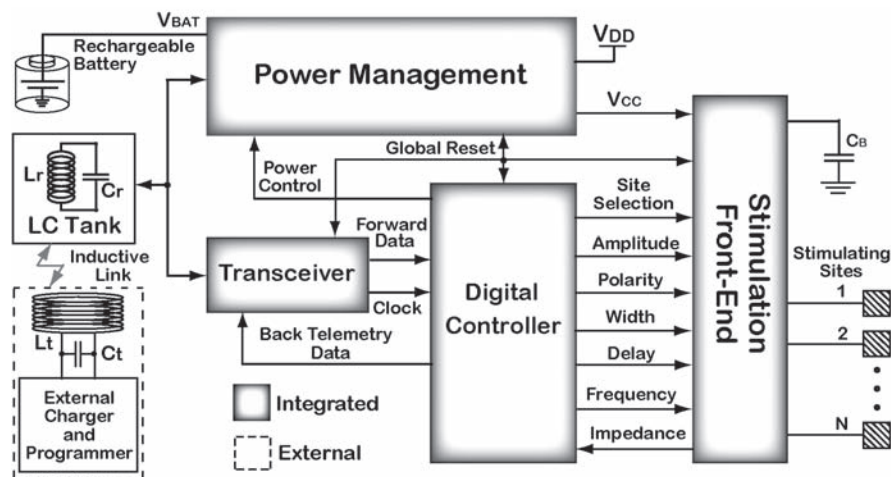 VBAT
Rechargeable
Battery
Power Management
VDD
VCC
Global Reset
Power
Control
Lr
Cr
LC Tank
Inductive
Link
Lt
Ct
External
Charger
and
Programmer
Transceiver
Forward
Data
Clock
Back Telemetry
Data
Digital
Controller
Site
Selection
Amplitude
Polarity
Width
Delay
Frequency
Impedance
Stimulation
Front-End
CB
Stimulating
Sites
1
2
N
Integrated
External